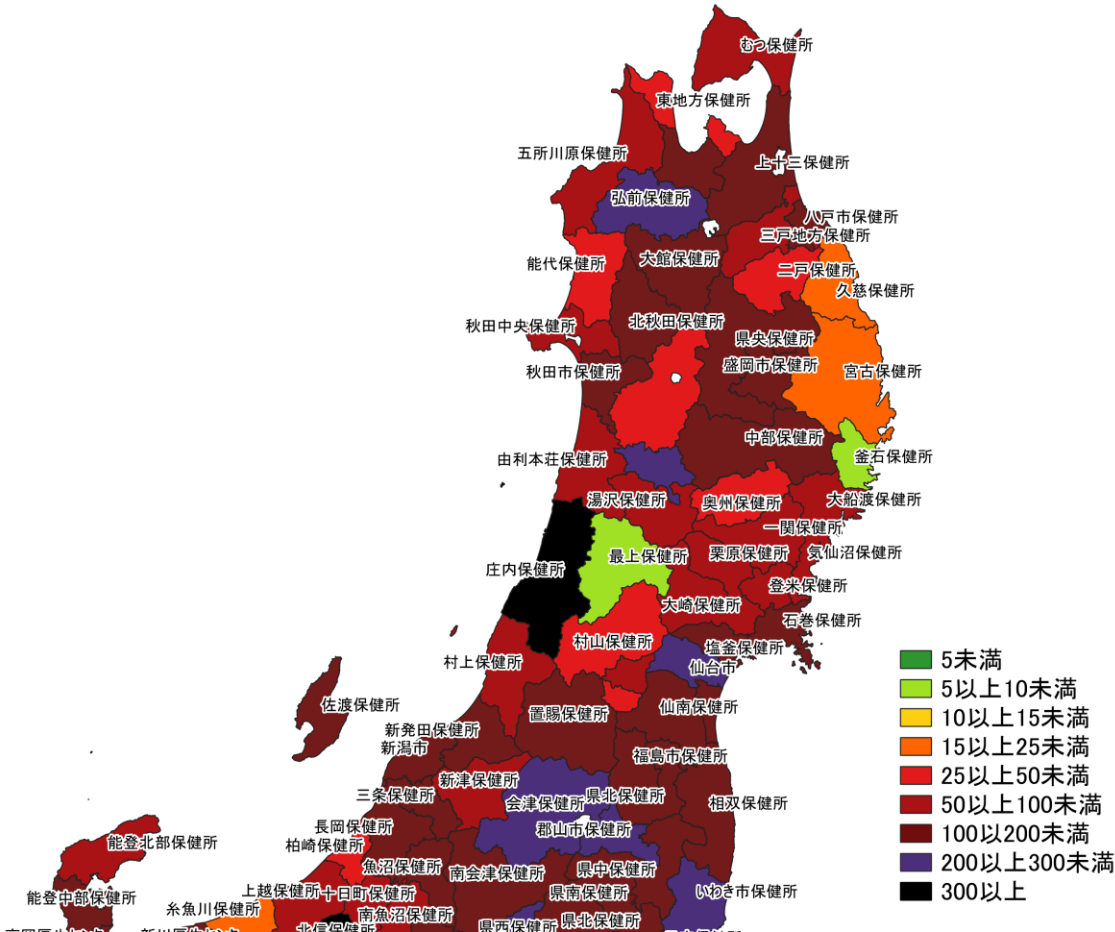 むつ保健所
東地方保健所
五所川原保健所
上十三保健所
弘前保健所
八戸市保健所
三戸地方保健所
大館保健所
能代保健所
二戸保健所
久慈保健所
北秋田保健所
秋田中央保健所
県央保健所
盛岡市保健所
秋田市保健所
宮古保健所
中部保健所
釜石保健所
由利本荘保健所
湯沢保健所
奥州保健所
大船渡保健所
一関保健所
最上保健所
栗原保健所
気仙沼保健所
庄内保健所
登米保健所
大崎保健所
石巻保健所
村山保健所
塩釜保健所
村上保健所
仙台市
佐渡保健所
置賜保健所
仙南保健所
新発田保健所
新潟市
福島市保健所
新津保健所
三条保健所
会津保健所
県北保健所
相双保健所
長岡保健所
郡山市保健所
能登北部保健所
柏崎保健所
魚沼保健所
南会津保健所
県中保健所
能登中部保健所
上越保健所
十日町保健所
県南保健所
いわき市保健所
糸魚川保健所
南魚沼保健所
県西保健所
県北保健所
北信保健所
5未満
5以上10未満
10以上15未満
15以上25未満
25以上50未満
50以上100未満
100以200未満
200以上300未満
300以上